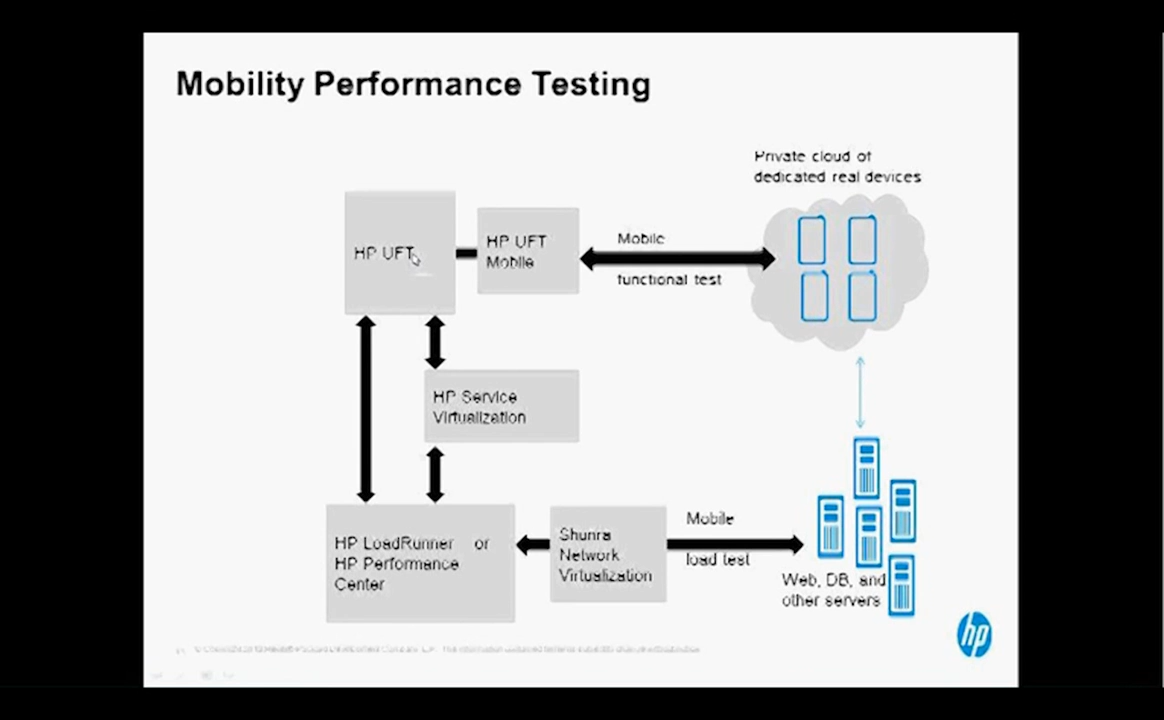 Mobility Performance Testing
Private cloud of
dedicated real devices
HP UFT
HP UFT
Mobile
Mobile
functional test
HP Service
Virtualization
HP LoadRunner or
HP Performance
Center
Shunra
Network
Virtualization
Mobile
load test
Web, DB, and
other servers
hp